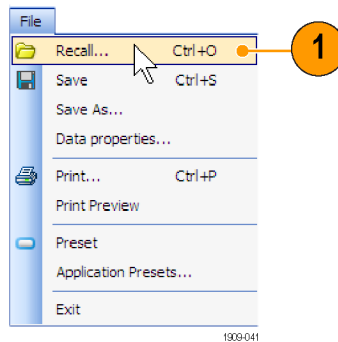 File
Recall... Ctrl+O
1
Save Ctrl+S
Save As...
Data properties...
Print... Ctrl+P
Print Preview
Preset
Application Presets...
Exit
1909-041